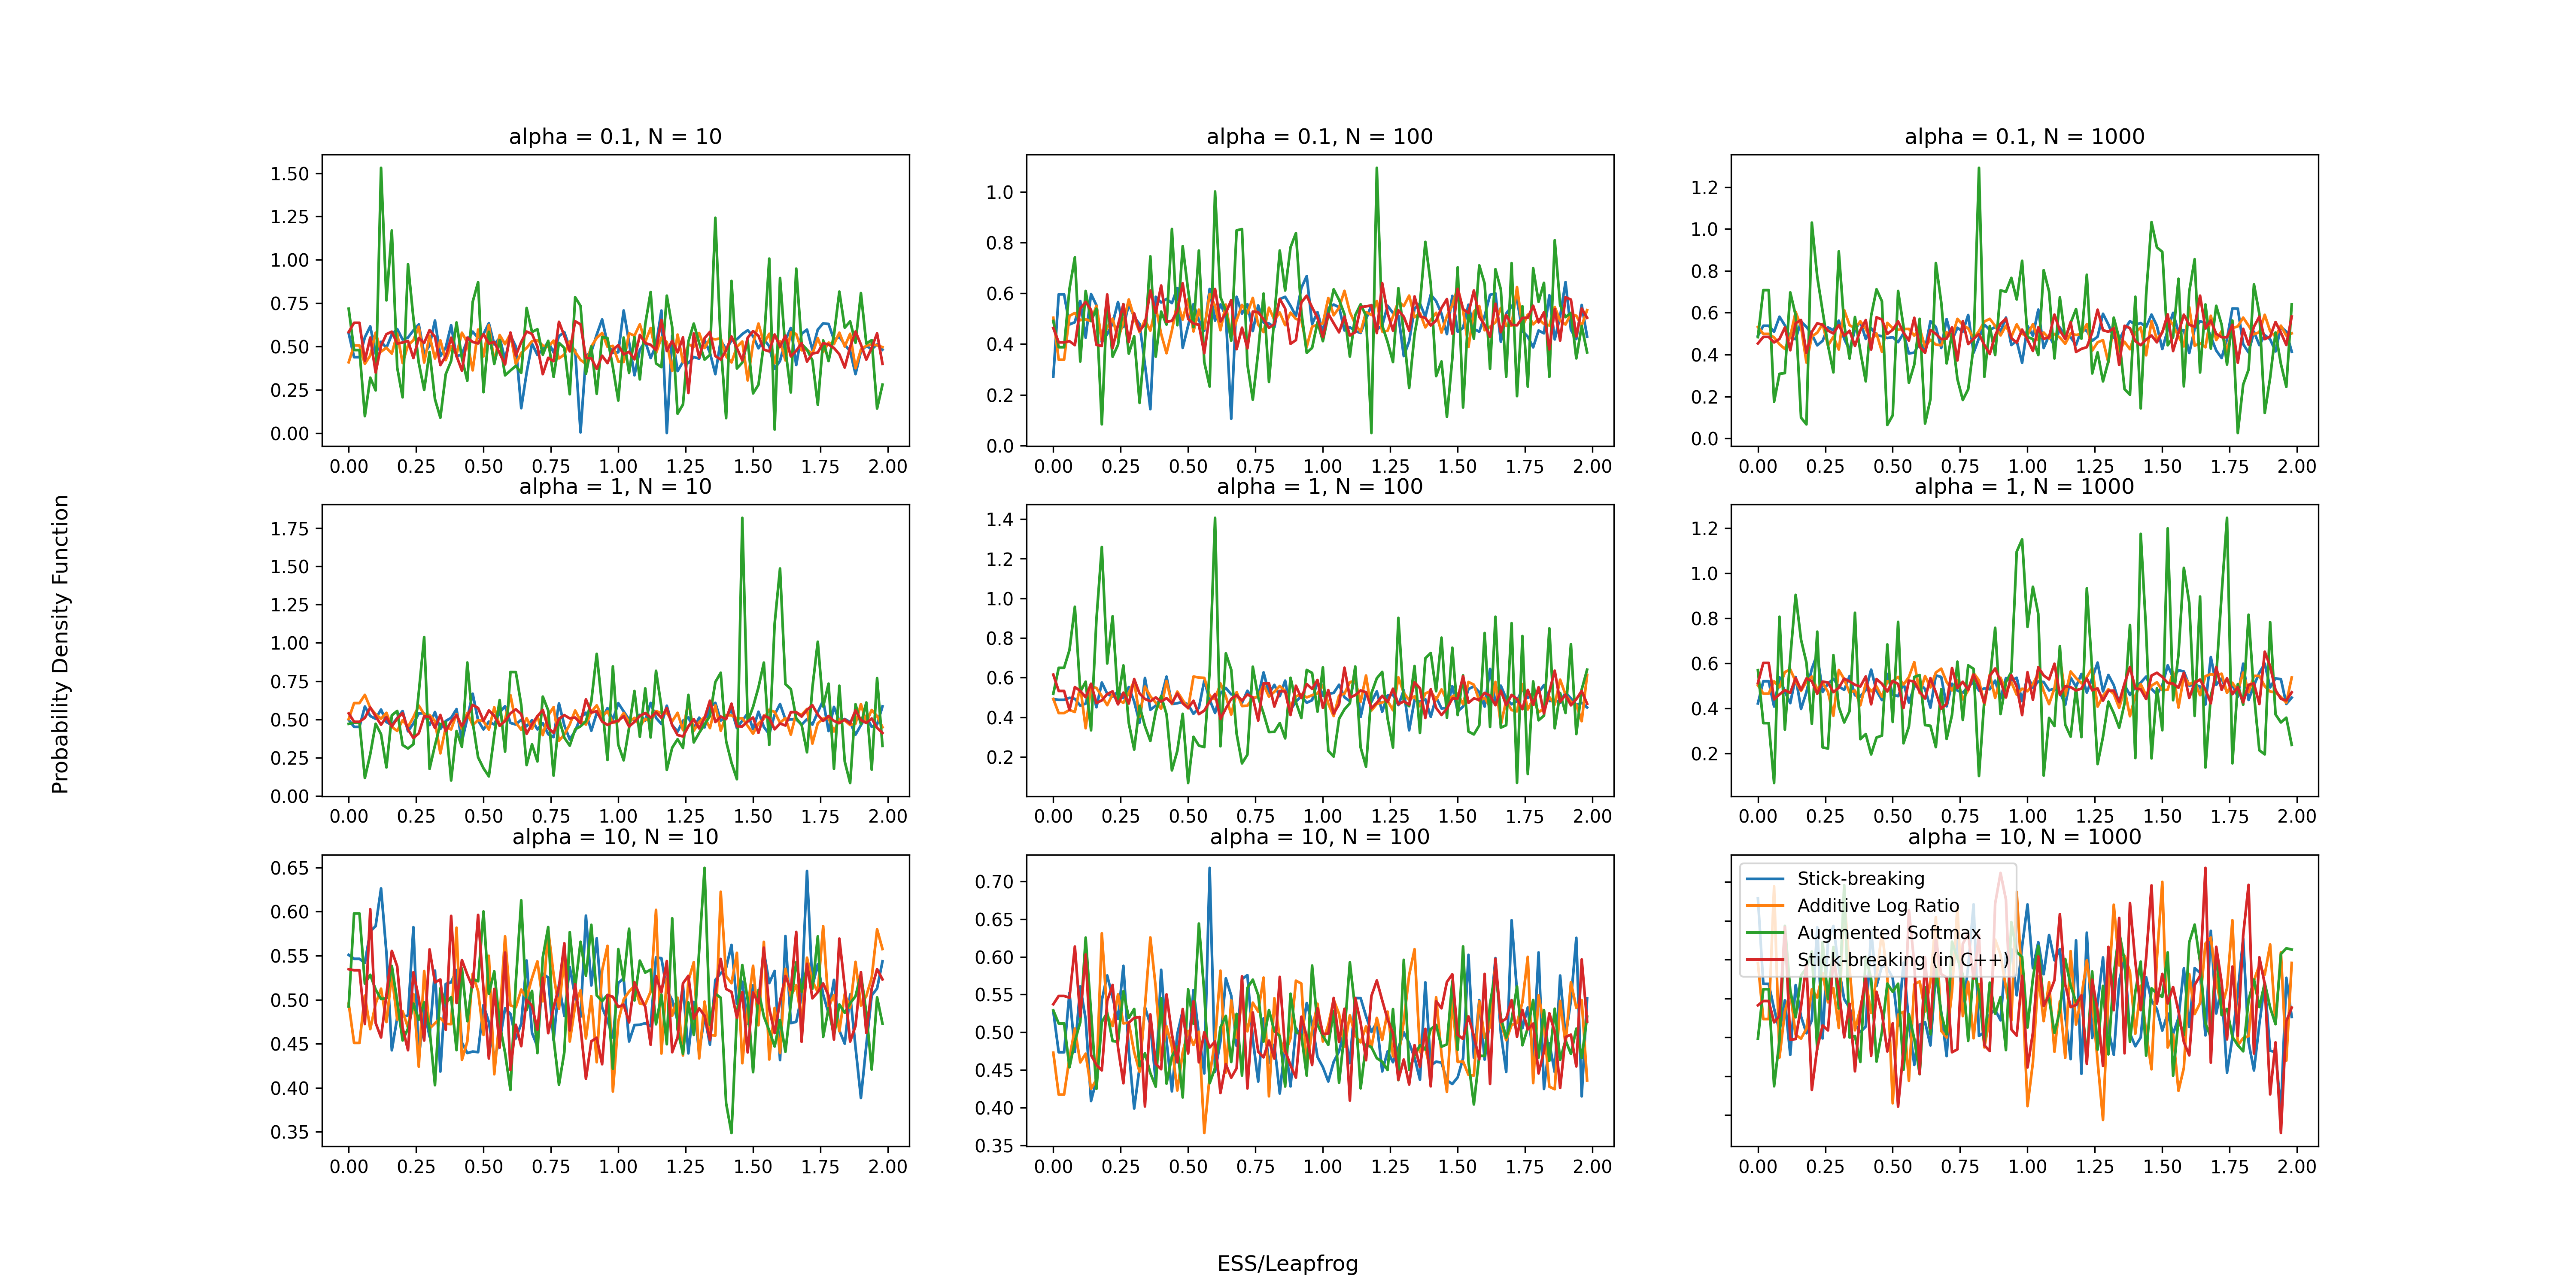 alpha = 0.1, N = 10
1.50
1.25
1.00
0.75
0.50
0.25
0.00
0.00 0.25 0.50 0.75 1.00 1.25 1.50 1.75 2.00
alpha = 0.1, N = 100
1.0
0.8
0.6
0.4
0.2
0.0
0.00 0.25 0.50 0.75 1.00 1.25 1.50 1.75 2.00
alpha = 0.1, N = 1000
1.2
1.0
0.8
0.6
0.4
0.2
0.0
0.00 0.25 0.50 0.75 1.00 1.25 1.50 1.75 2.00
Probability Density Function
alpha = 1, N = 10
1.75
1.50
1.25
1.00
0.75
0.50
0.25
0.00
0.00 0.25 0.50 0.75 1.00 1.25 1.50 1.75 2.00
alpha = 1, N = 100
1.4
1.2
1.0
0.8
0.6
0.4
0.2
0.00 0.25 0.50 0.75 1.00 1.25 1.50 1.75 2.00
alpha = 1, N = 1000
1.2
1.0
0.8
0.6
0.4
0.2
0.00 0.25 0.50 0.75 1.00 1.25 1.50 1.75 2.00
alpha = 10, N = 10
0.65
0.60
0.55
0.50
0.45
0.40
0.35
0.00 0.25 0.50 0.75 1.00 1.25 1.50 1.75 2.00
alpha = 10, N = 100
0.70
0.65
0.60
0.55
0.50
0.45
0.40
0.35
0.00 0.25 0.50 0.75 1.00 1.25 1.50 1.75 2.00
alpha = 10, N = 1000
Stick-breaking
Additive Log Ratio
Augmented Softmax
Stick-breaking (in C++)
0.00 0.25 0.50 0.75 1.00 1.25 1.50 1.75 2.00
ESS/Leapfrog